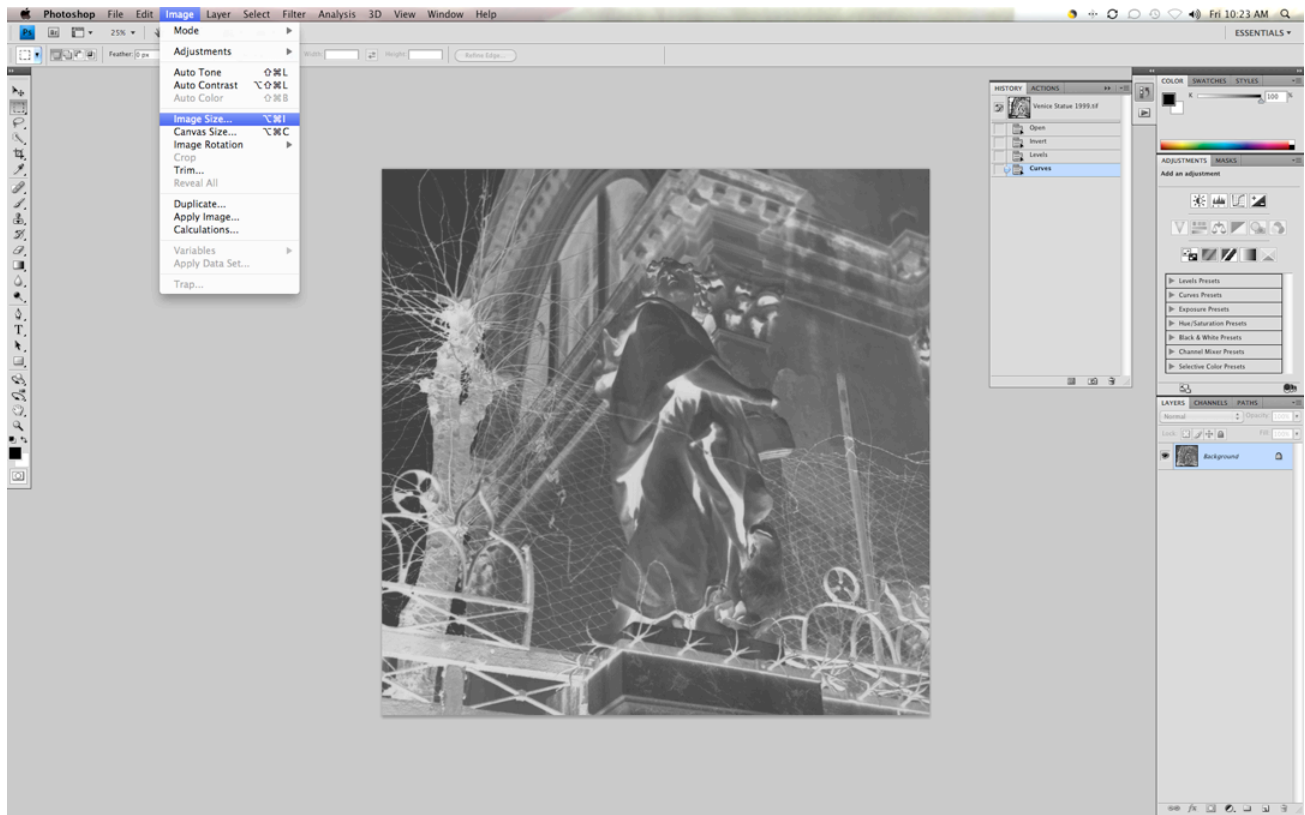 Photoshop File Edit Image Layer Select Filter Analysis 3D View Window Help Fri 10:23 AM
Ps Br 25% ESSENTIALS
Feather: 0 px Width: Height: Refine Edge...
Mode
Adjustments
Auto Tone ⇧⌘L
Auto Contrast ⌥⇧⌘L
Auto Color ⇧⌘B
Image Size... ⌥⌘I
Canvas Size... ⌥⌘C
Image Rotation
Crop
Trim...
Reveal All
Duplicate...
Apply Image...
Calculations...
Variables
Apply Data Set...
Trap...
HISTORY ACTIONS
Venice Statue 1999.tif
Open
Invert
Levels
Curves
COLOR SWATCHES STYLES
K 100 %
ADJUSTMENTS MASKS
Add an adjustment
Levels Presets
Curves Presets
Exposure Presets
Hue/Saturation Presets
Black & White Presets
Channel Mixer Presets
Selective Color Presets
LAYERS CHANNELS PATHS
Normal Opacity: 100%
Lock: Fill: 100%
Background